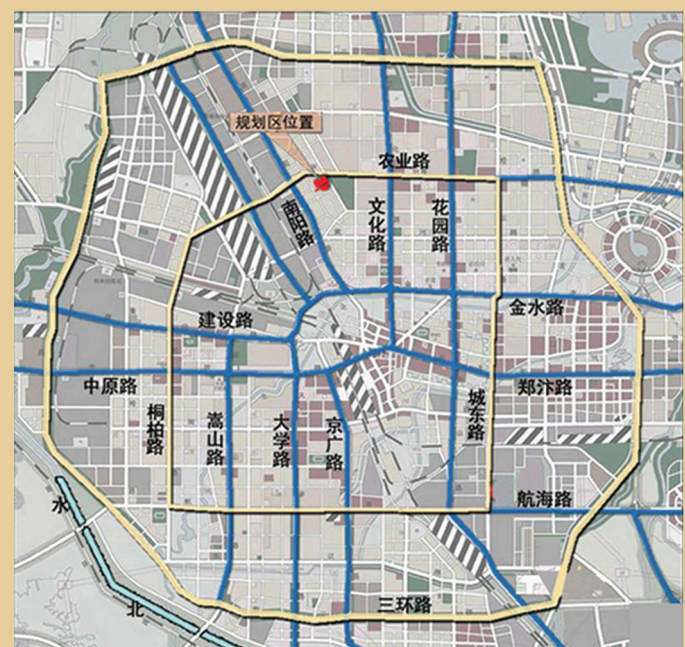 规划区位置
农业路
南阳路
文化路
花园路
金水路
建设路
中原路
郑汴路
桐柏路
嵩山路
大学路
京广路
城东路
航海路
水
北
三环路